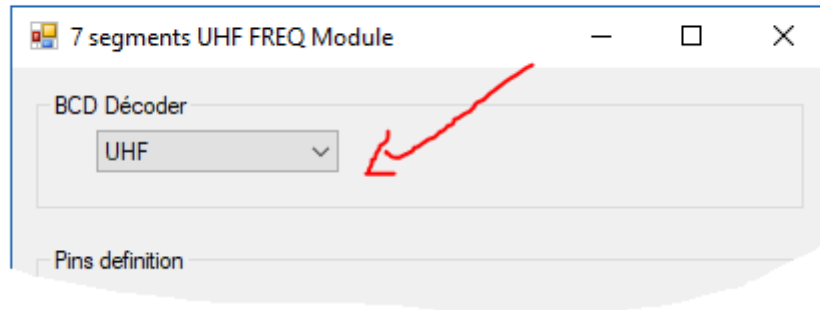 7 segments UHF FREQ Module
BCD Décoder
UHF
Pins definition